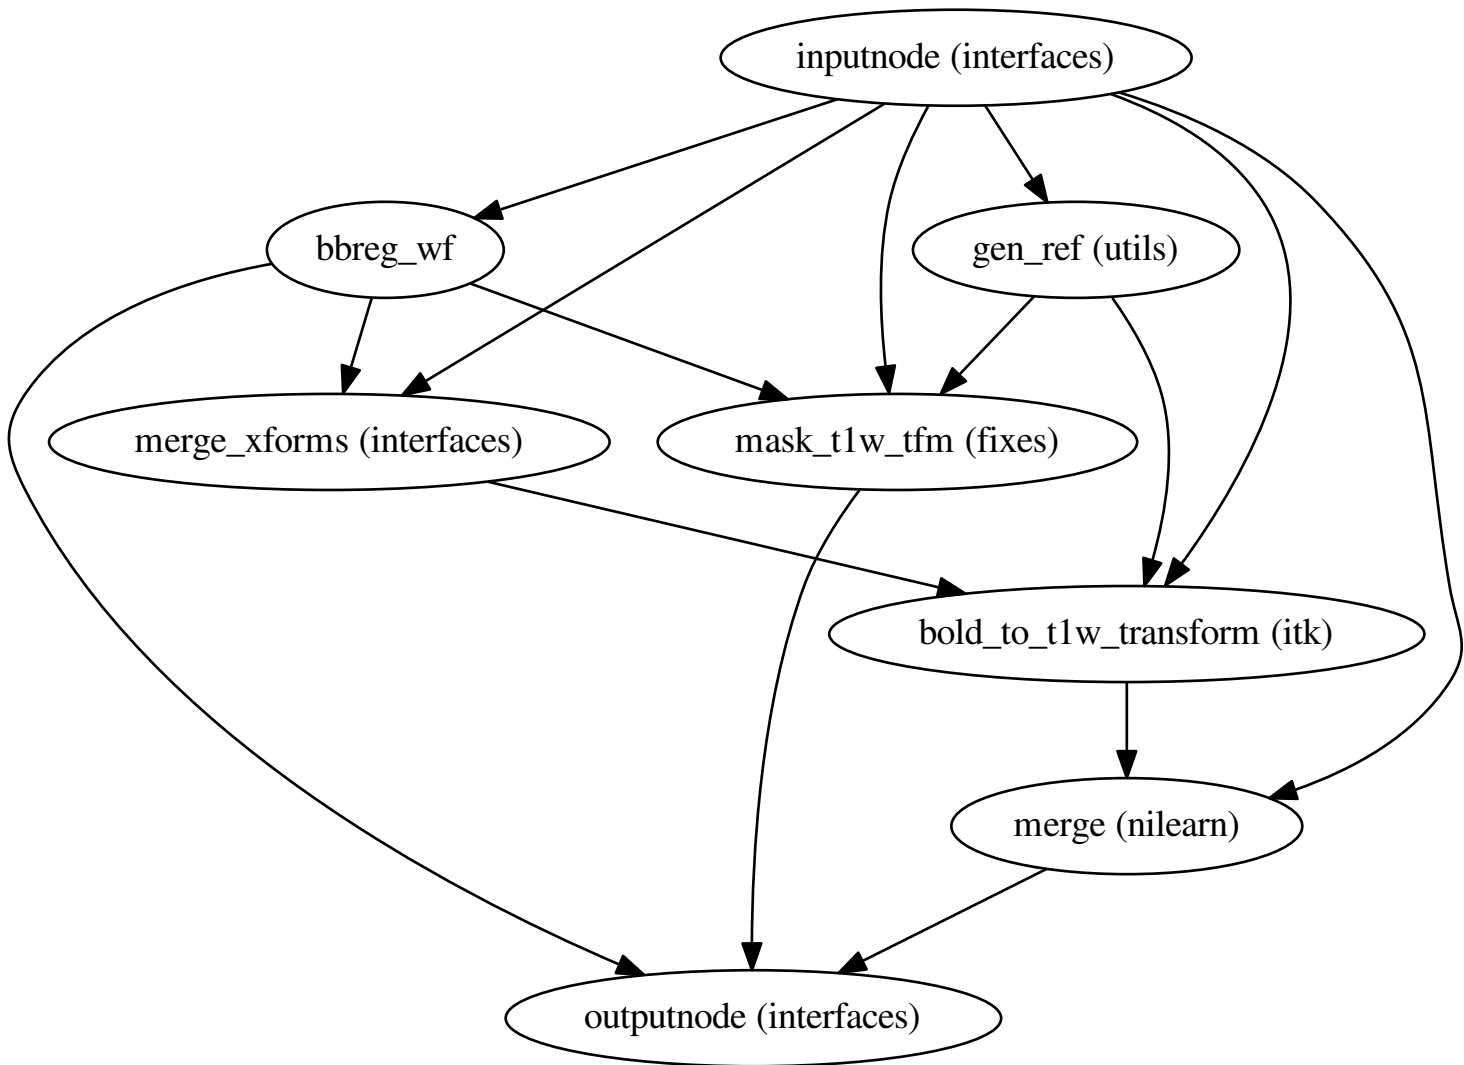 inputnode (interfaces)
bbreg_wf
gen_ref (utils)
merge_xforms (interfaces)
mask_t1w_tfm (fixes)
bold_to_t1w_transform (itk)
merge (nilearn)
outputnode (interfaces)